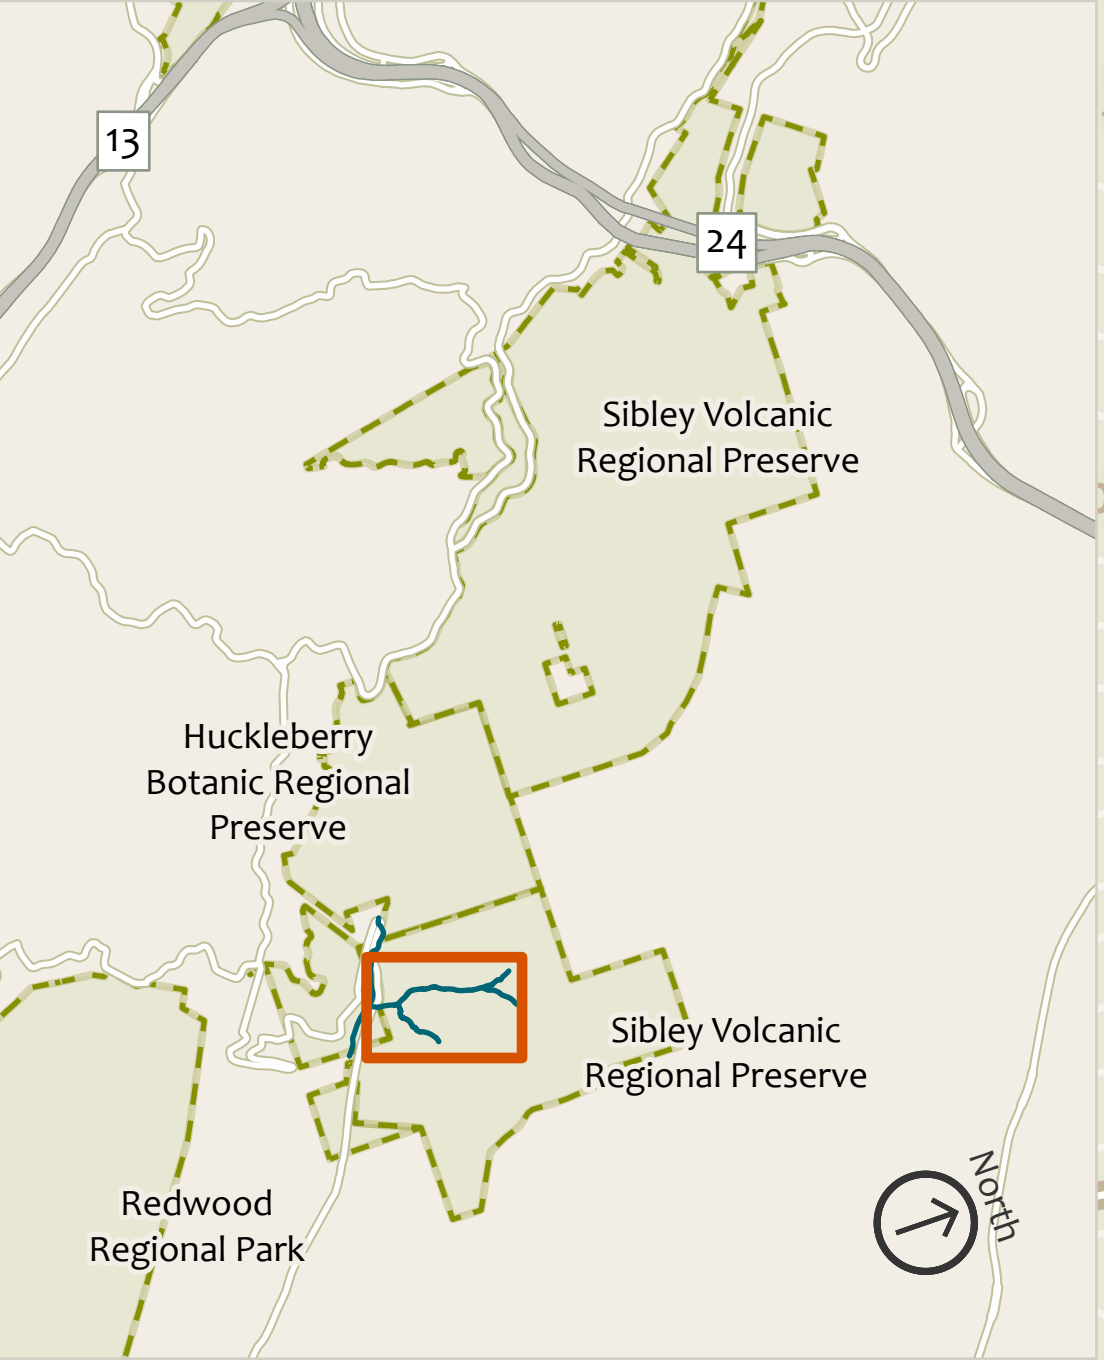 13
24
Sibley Volcanic
Regional Preserve
Huckleberry
Botanic Regional
Preserve
Sibley Volcanic
Regional Preserve
North
Redwood
Regional Park